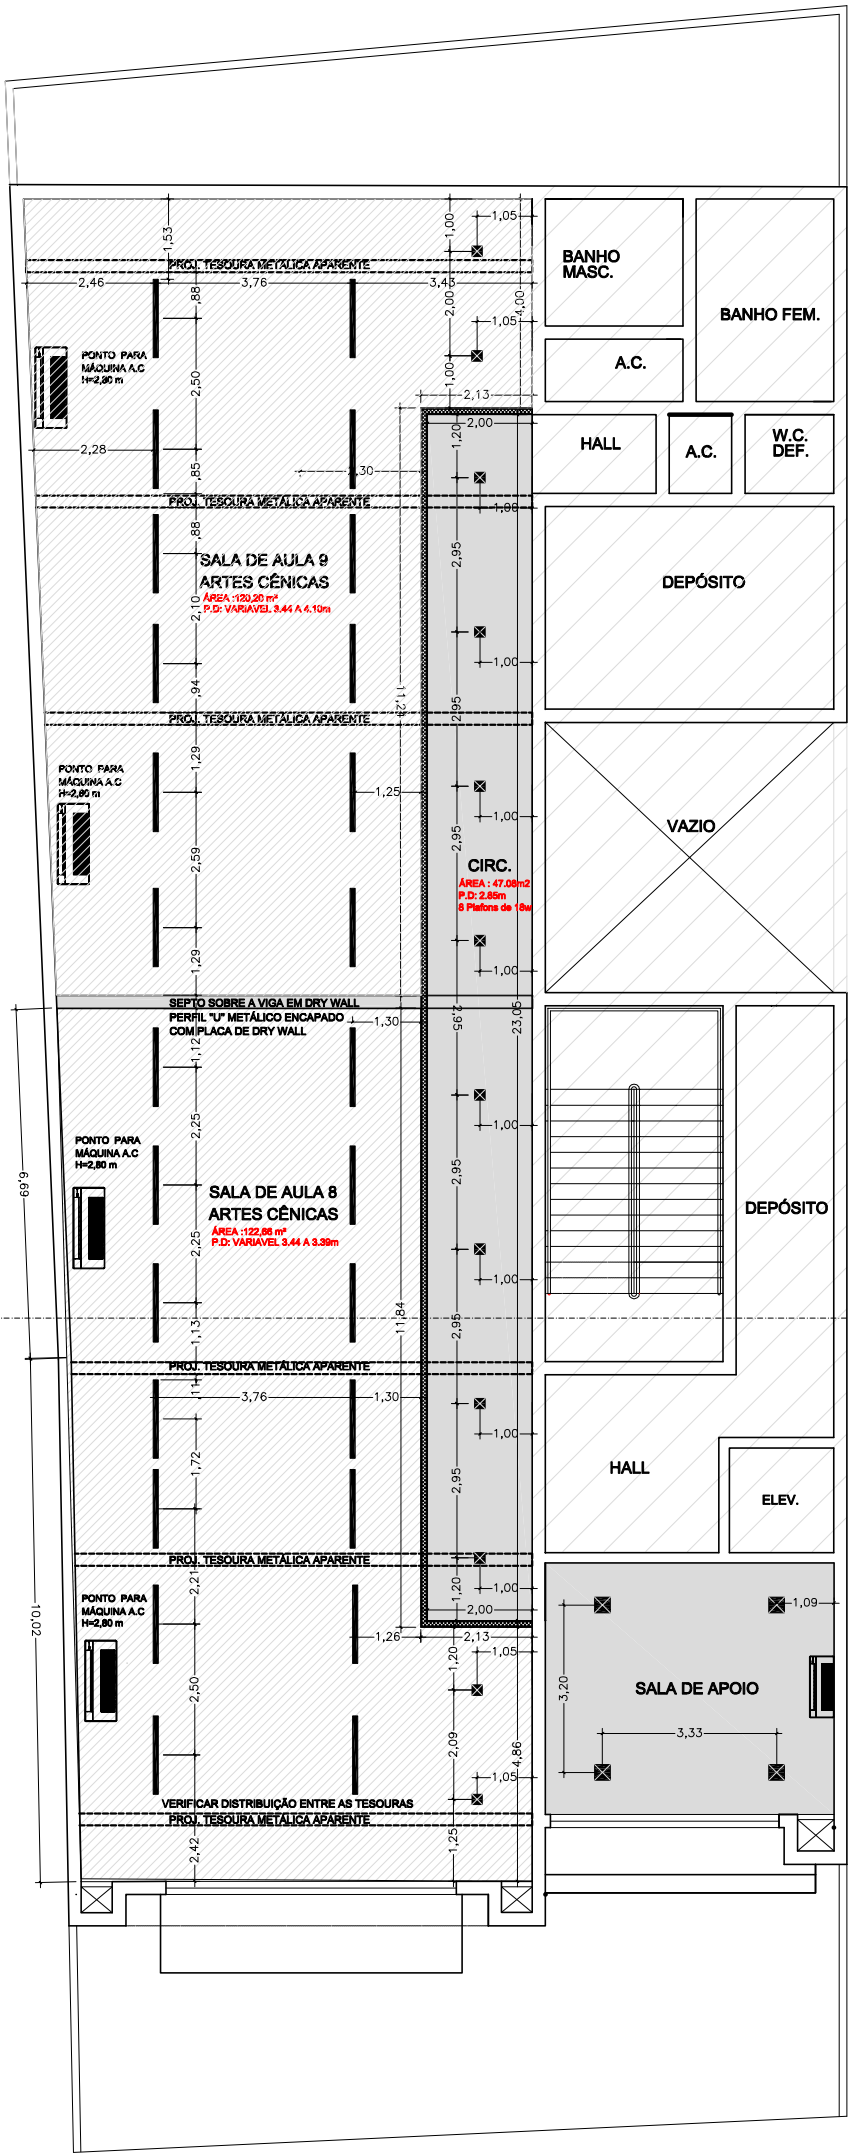 1,00
1,05
1,53
4,00
BANHO
MASC.
BANHO FEM.
PROJ. TESOURA METÁLICA APARENTE
2,46
3,76
3,43
,88
2,00
1,05
PONTO PARA
MÁQUINA A.C
H=2,80 m
A.C.
1,00
2,50
2,13
2,00
1,20
HALL
A.C.
W.C.
DEF.
2,28
,85
PROJ. TESOURA METÁLICA APARENTE
1,00
,88
2,95
SALA DE AULA 9
ARTES CÊNICAS
ÁREA :120,20 m²
P.D: VARIAVEL 3.44 A 4.10m
DEPÓSITO
2,10
1,00
,94
11,21
2,95
PROJ. TESOURA METÁLICA APARENTE
1,29
PONTO PARA
MÁQUINA A.C
H=2,80 m
1,25
1,00
VAZIO
2,59
2,95
CIRC.
ÁREA : 47.08m2
P.D: 2.85m
8 Plafons de 18w
1,29
1,00
SEPTO SOBRE A VIGA EM DRY WALL
PERFIL "U" METÁLICO ENCAPADO
COM PLACA DE DRY WALL
1,30
2,95
23,05
1,12
1,00
PONTO PARA
MÁQUINA A.C
H=2,80 m
2,25
2,95
6,69
SALA DE AULA 8
ARTES CÊNICAS
ÁREA :122,66 m²
P.D: VARIAVEL 3.44 A 3.39m
DEPÓSITO
2,25
1,00
1,13
11,84
2,95
PROJ. TESOURA METÁLICA APARENTE
3,76
1,30
1,00
1,72
2,95
HALL
ELEV.
PROJ. TESOURA METÁLICA APARENTE
2,21
1,20
1,00
PONTO PARA
MÁQUINA A.C
H=2,80 m
10,02
2,00
1,09
1,26
2,13
1,20
1,05
2,50
3,20
SALA DE APOIO
3,33
2,09
4,86
1,05
VERIFICAR DISTRIBUIÇÃO ENTRE AS TESOURAS
PROJ. TESOURA METÁLICA APARENTE
2,42
1,25